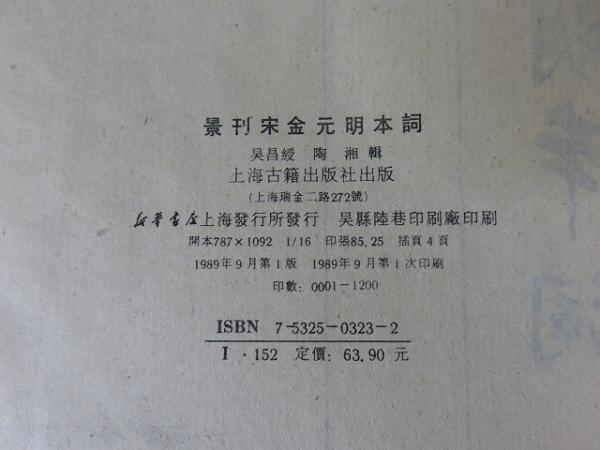 景刊宋金元明本詞
吴昌綬 陶 湘輯
上海古籍出版社出版
(上海瑞金二路272號)
新華書店上海發行所發行 吴縣陸巷印刷廠印刷
開本787×1092 1/16 印張85.25 插頁4頁
1989年9月第1版 1989年9月第1次印刷
印數: 0001-1200
ISBN 7-5325-0323-2
I·152 定價: 63.90 元